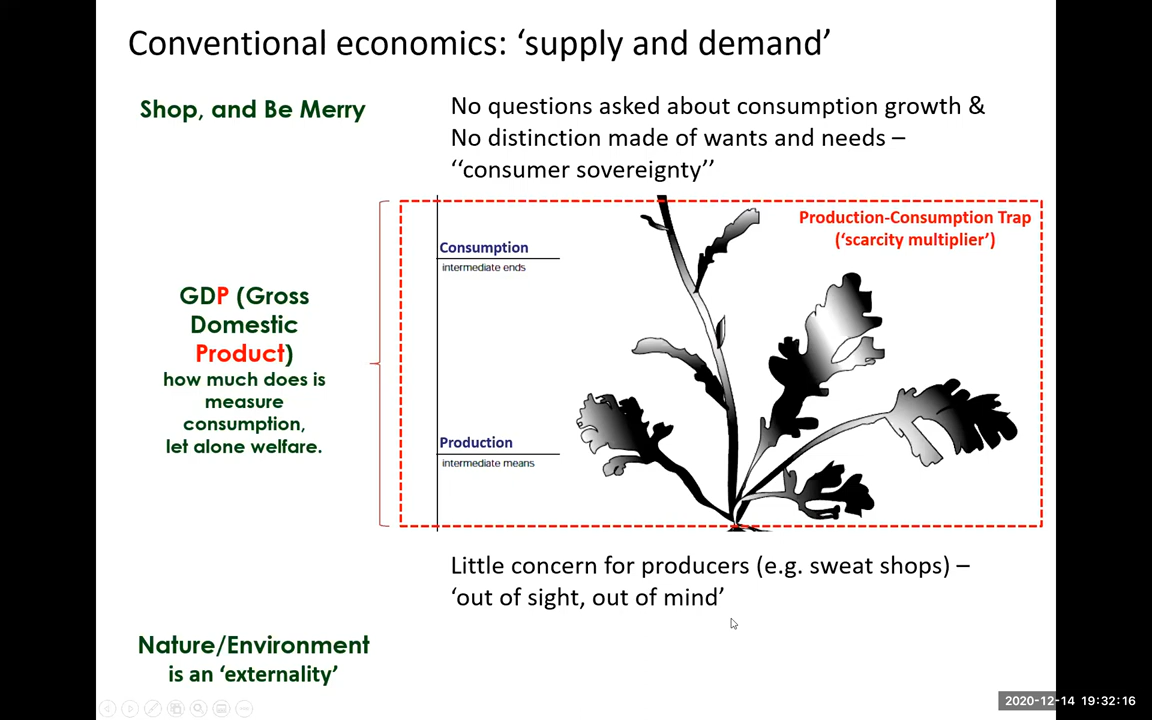 Conventional economics: ‘supply and demand’
Shop, and Be Merry
No questions asked about consumption growth &
No distinction made of wants and needs –
‘‘consumer sovereignty’’
Production-Consumption Trap
(‘scarcity multiplier’)
Consumption
intermediate ends
GDP (Gross
Domestic
Product)
how much does is
measure
consumption,
let alone welfare.
Production
intermediate means
Little concern for producers (e.g. sweat shops) –
‘out of sight, out of mind’
Nature/Environment
is an ‘externality’
2020-12-14 19:32:16